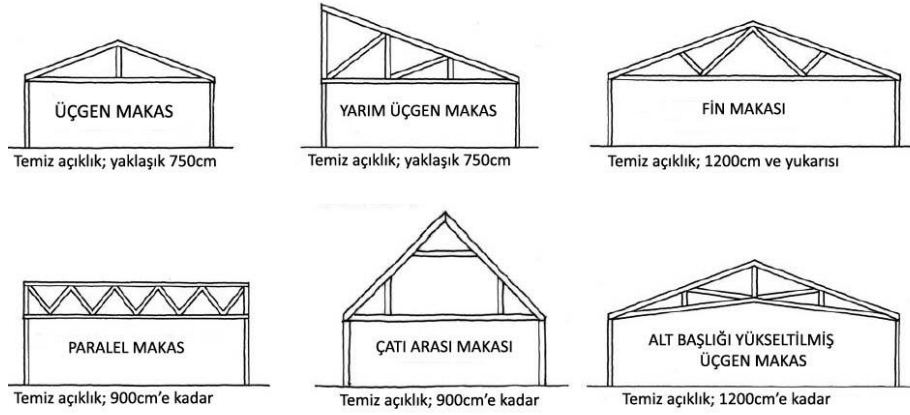 ÜÇGEN MAKAS
Temiz açıklık; yaklaşık 750cm
YARIM ÜÇGEN MAKAS
Temiz açıklık; yaklaşık 750cm
FİN MAKASI
Temiz açıklık; 1200cm ve yukarısı
PARALEL MAKAS
Temiz açıklık; 900cm’e kadar
ÇATI ARASI MAKASI
Temiz açıklık; 900cm’e kadar
ALT BAŞLIĞI YÜKSELTİLMİŞ
ÜÇGEN MAKAS
Temiz açıklık; 1200cm’e kadar